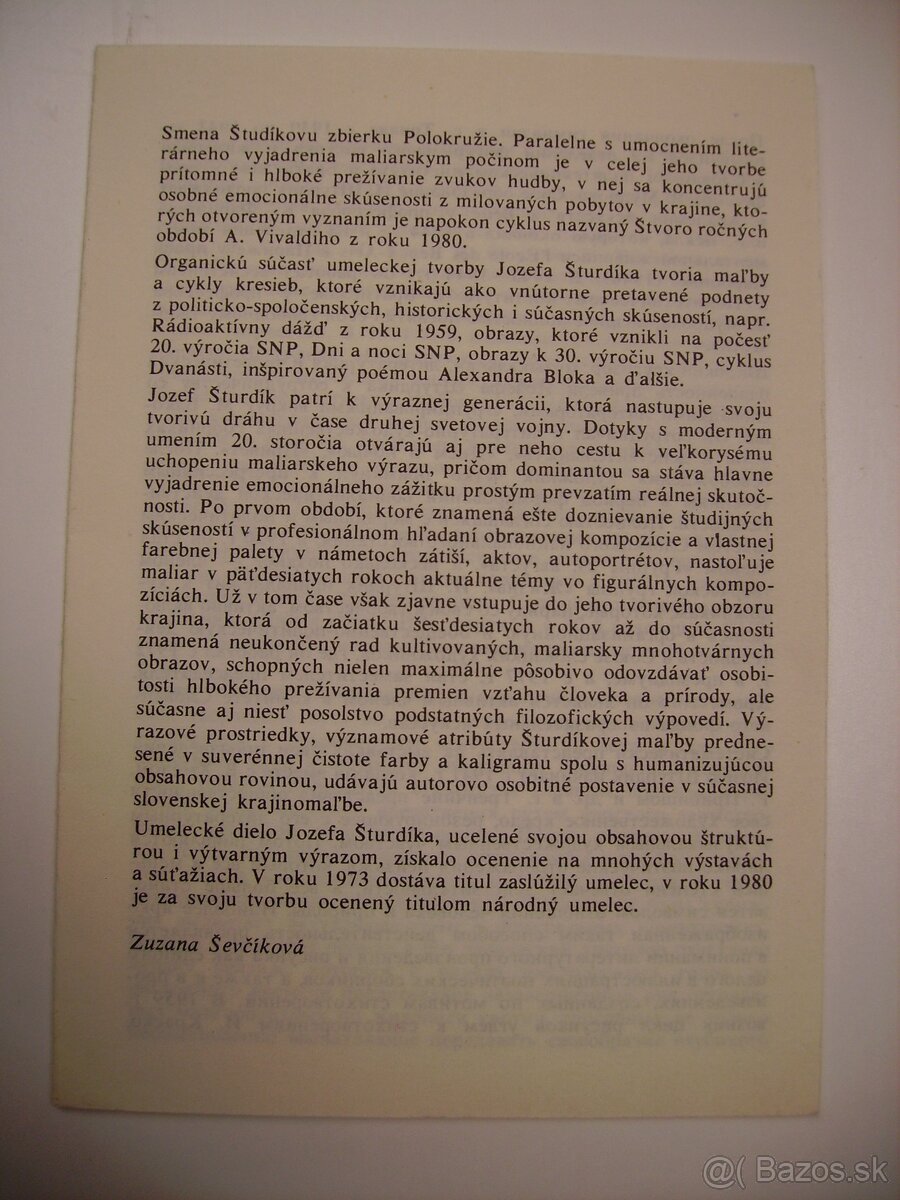 Smena Študíkovu zbierku Polokružie. Paralelne s umocnením lite-
rárneho vyjadrenia maliarskym počinom je v celej jeho tvorbe
prítomné i hlboké prežívanie zvukov hudby, v nej sa koncentrujú
osobné emocionálne skúsenosti z milovaných pobytov v krajine, kto-
rých otvoreným vyznaním je napokon cyklus nazvaný Štvoro ročných
období A. Vivaldiho z roku 1980.
Organickú súčasť umeleckej tvorby Jozefa Šturdíka tvoria maľby
a cykly kresieb, ktoré vznikajú ako vnútorne pretavené podnety
z politicko-spoločenských, historických i súčasných skúseností, napr.
Rádioaktívny dážď z roku 1959, obrazy, ktoré vznikli na počesť
20. výročia SNP, Dni a noci SNP, obrazy k 30. výročiu SNP, cyklus
Dvanásti, inšpirovaný poémou Alexandra Bloka a ďalšie.
Jozef Šturdík patrí k výraznej generácii, ktorá nastupuje svoju
tvorivú dráhu v čase druhej svetovej vojny. Dotyky s moderným
umením 20. storočia otvárajú aj pre neho cestu k veľkorysému
uchopeniu maliarskeho výrazu, pričom dominantou sa stáva hlavne
vyjadrenie emocionálneho zážitku prostým prevzatím reálnej skutoč-
nosti. Po prvom období, ktoré znamená ešte doznievanie študijných
skúseností v profesionálnom hľadaní obrazovej kompozície a vlastnej
farebnej palety v námetoch zátiší, aktov, autoportrétov, nastoľuje
maliar v päťdesiatych rokoch aktuálne témy vo figurálnych kompo-
zíciách. Už v tom čase však zjavne vstupuje do jeho tvorivého obzoru
krajina, ktorá od začiatku šesťdesiatych rokov až do súčasnosti
znamená neukončený rad kultivovaných, maliarsky mnohotvárnych
obrazov, schopných nielen maximálne pôsobivo odovzdávať osobi-
tosti hlbokého prežívania premien vzťahu človeka a prírody, ale
súčasne aj niesť posolstvo podstatných filozofických výpovedí. Vý-
razové prostriedky, významové atribúty Šturdíkovej maľby predne-
sené v suverénnej čistote farby a kaligramu spolu s humanizujúcou
obsahovou rovinou, udávajú autorovo osobitné postavenie v súčasnej
slovenskej krajinomaľbe.
Umelecké dielo Jozefa Šturdíka, ucelené svojou obsahovou štruktú-
rou i výtvarným výrazom, získalo ocenenie na mnohých výstavách
a súťažiach. V roku 1973 dostáva titul zaslúžilý umelec, v roku 1980
je za svoju tvorbu ocenený titulom národný umelec.
Zuzana Ševčíková
@( Bazos.sk